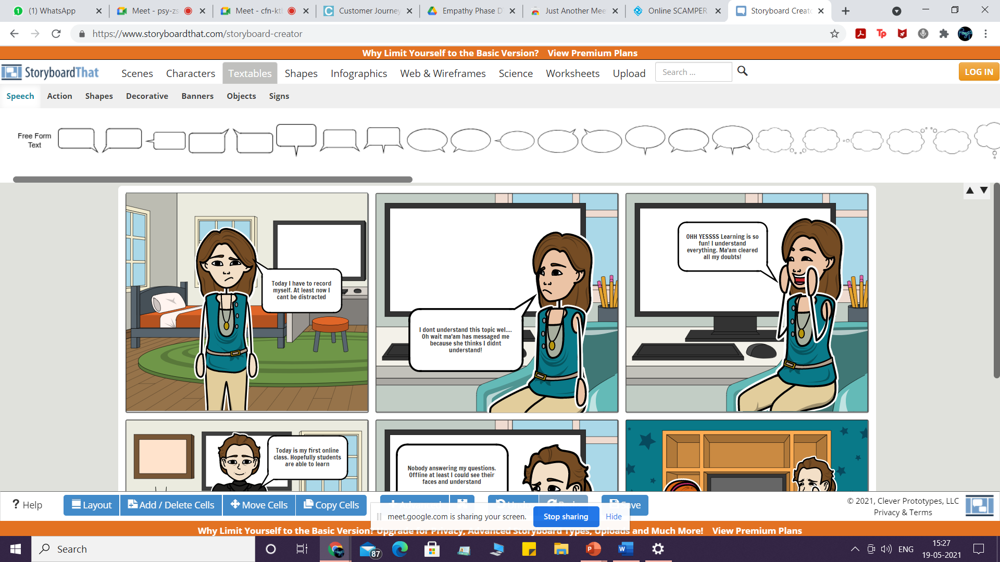 (1) WhatsApp
Meet - psy-zs
Meet - cfn-ktl
Customer Journey
Empathy Phase D
Just Another Mee
Online SCAMPER
Storyboard Creato
https://www.storyboardthat.com/storyboard-creator
Why Limit Yourself to the Basic Version? View Premium Plans
StoryboardThat
Scenes
Characters
Textables
Shapes
Infographics
Web & Wireframes
Science
Worksheets
Upload
Search ...
LOG IN
Speech
Action
Shapes
Decorative
Banners
Objects
Signs
Free Form
Text
Today I have to record
myself. At least now I
cant be distracted
I dont understand this topic wel....
Oh wait ma'am has messaged me
because she thinks I didnt
understand!
OHH YESSSS Learning is so
fun! I understand
everything. Ma'am cleared
all my doubts!
Today is my first online
class. Hopefully students
are able to learn
Nobody answering my questions.
Offline at least I could see their
faces and understand
? Help
Layout
Add / Delete Cells
Move Cells
Copy Cells
Advanced
Undo
Redo
Save
© 2021, Clever Prototypes, LLC
Privacy & Terms
meet.google.com is sharing your screen.
Stop sharing
Hide
Why Limit Yourself to the Basic Version? Upgrade for Privacy, Advanced Storyboard Types, Uploads and Much More! View Premium Plans
Search
87
ENG
15:27
19-05-2021